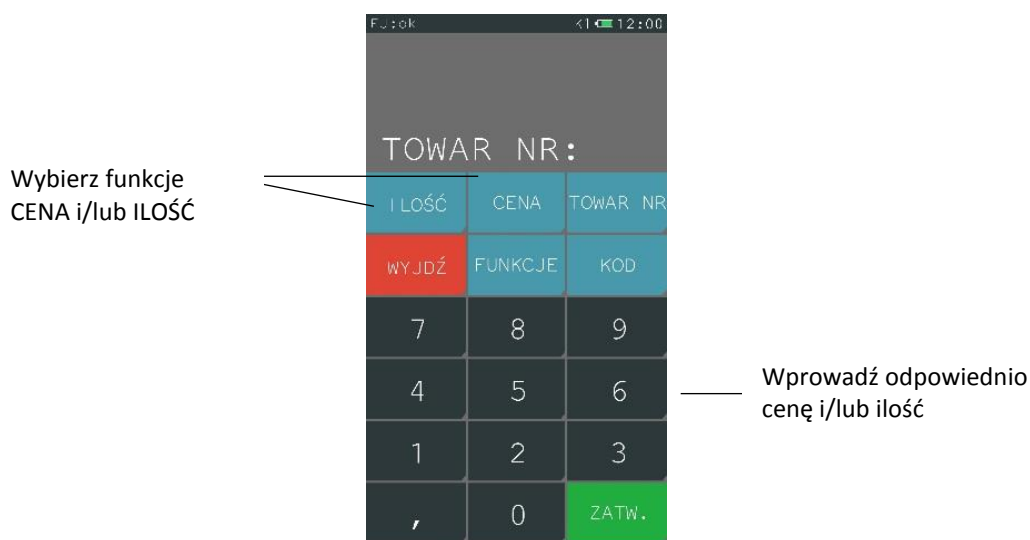 FJ:ok 12:00
TOWAR NR:
Wybierz funkcje
CENA i/lub ILOŚĆ
ILOŚĆ CENA TOWAR NR
WYJDŹ FUNKCJE KOD
7 8 9
4 5 6
Wprowadź odpowiednio
cenę i/lub ilość
1 2 3
, 0 ZATW.